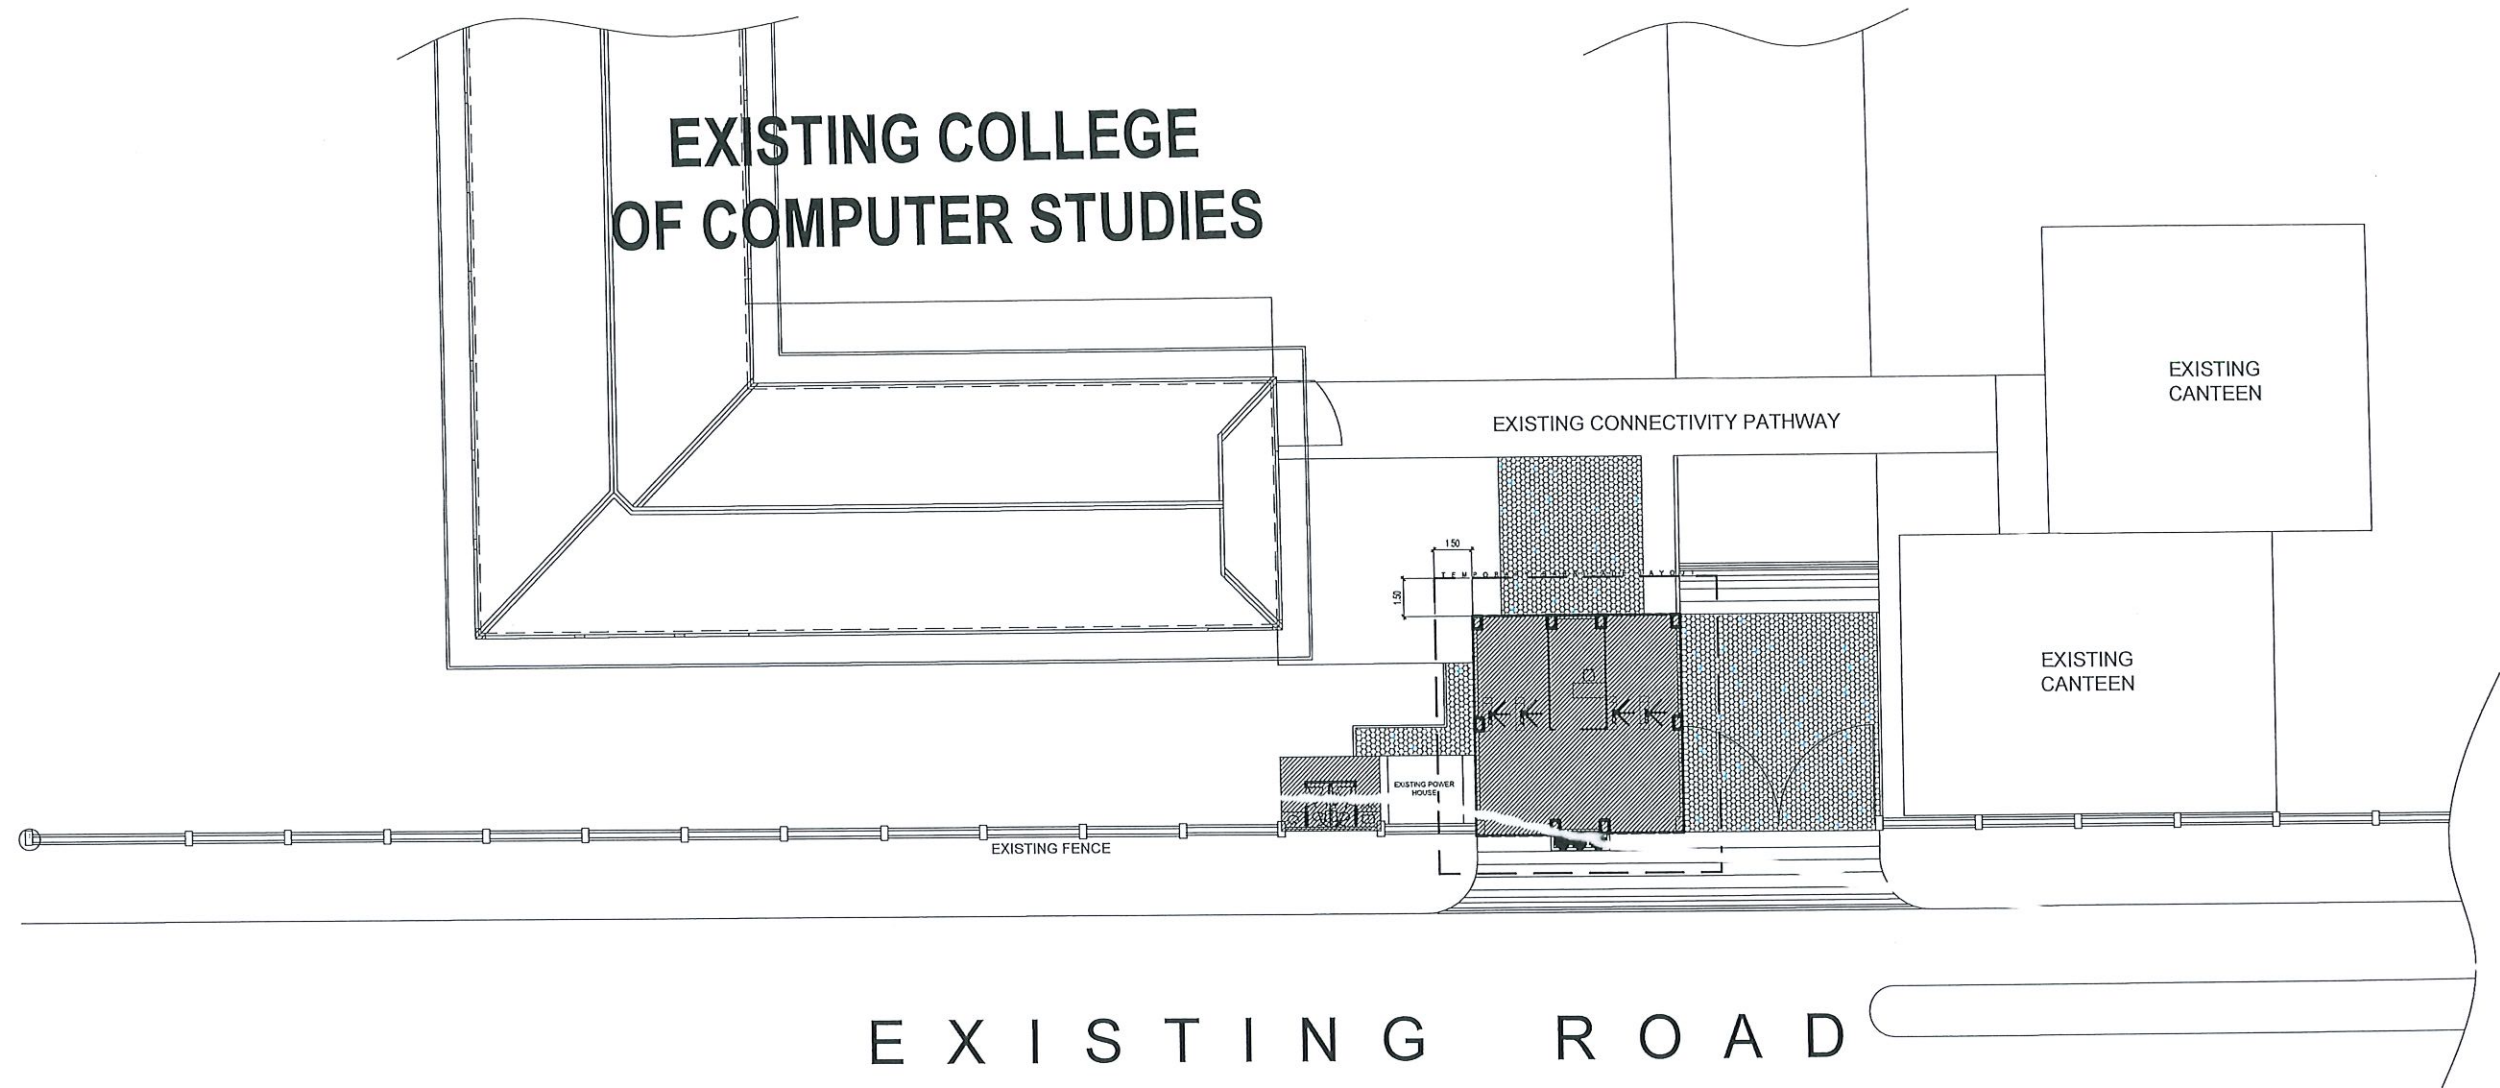 EXISTING COLLEGE
OF COMPUTER STUDIES
EXISTING
CANTEEN
EXISTING CONNECTIVITY PATHWAY
1.50
1.50
EXISTING
CANTEEN
EXISTING POWER
HOUSE
EXISTING FENCE
EXISTING ROAD